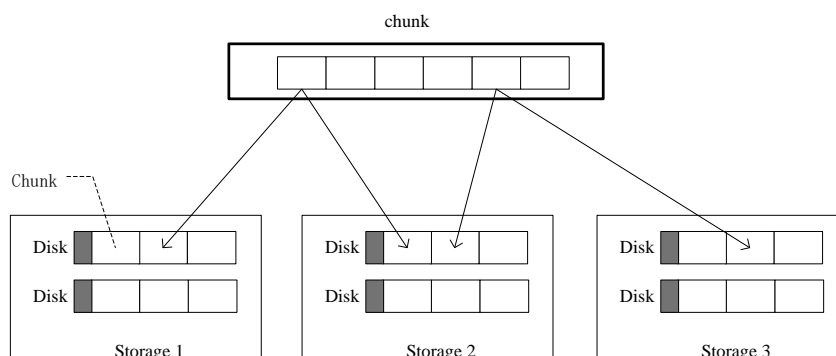 chunk
Chunk
Disk Disk Disk
Disk Disk Disk
Storage 1 Storage 2 Storage 3